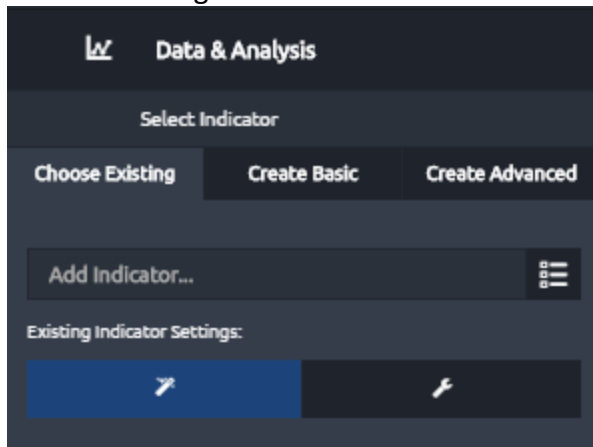 Data & Analysis
Select Indicator
Choose Existing Create Basic Create Advanced
Add Indicator...
Existing Indicator Settings: